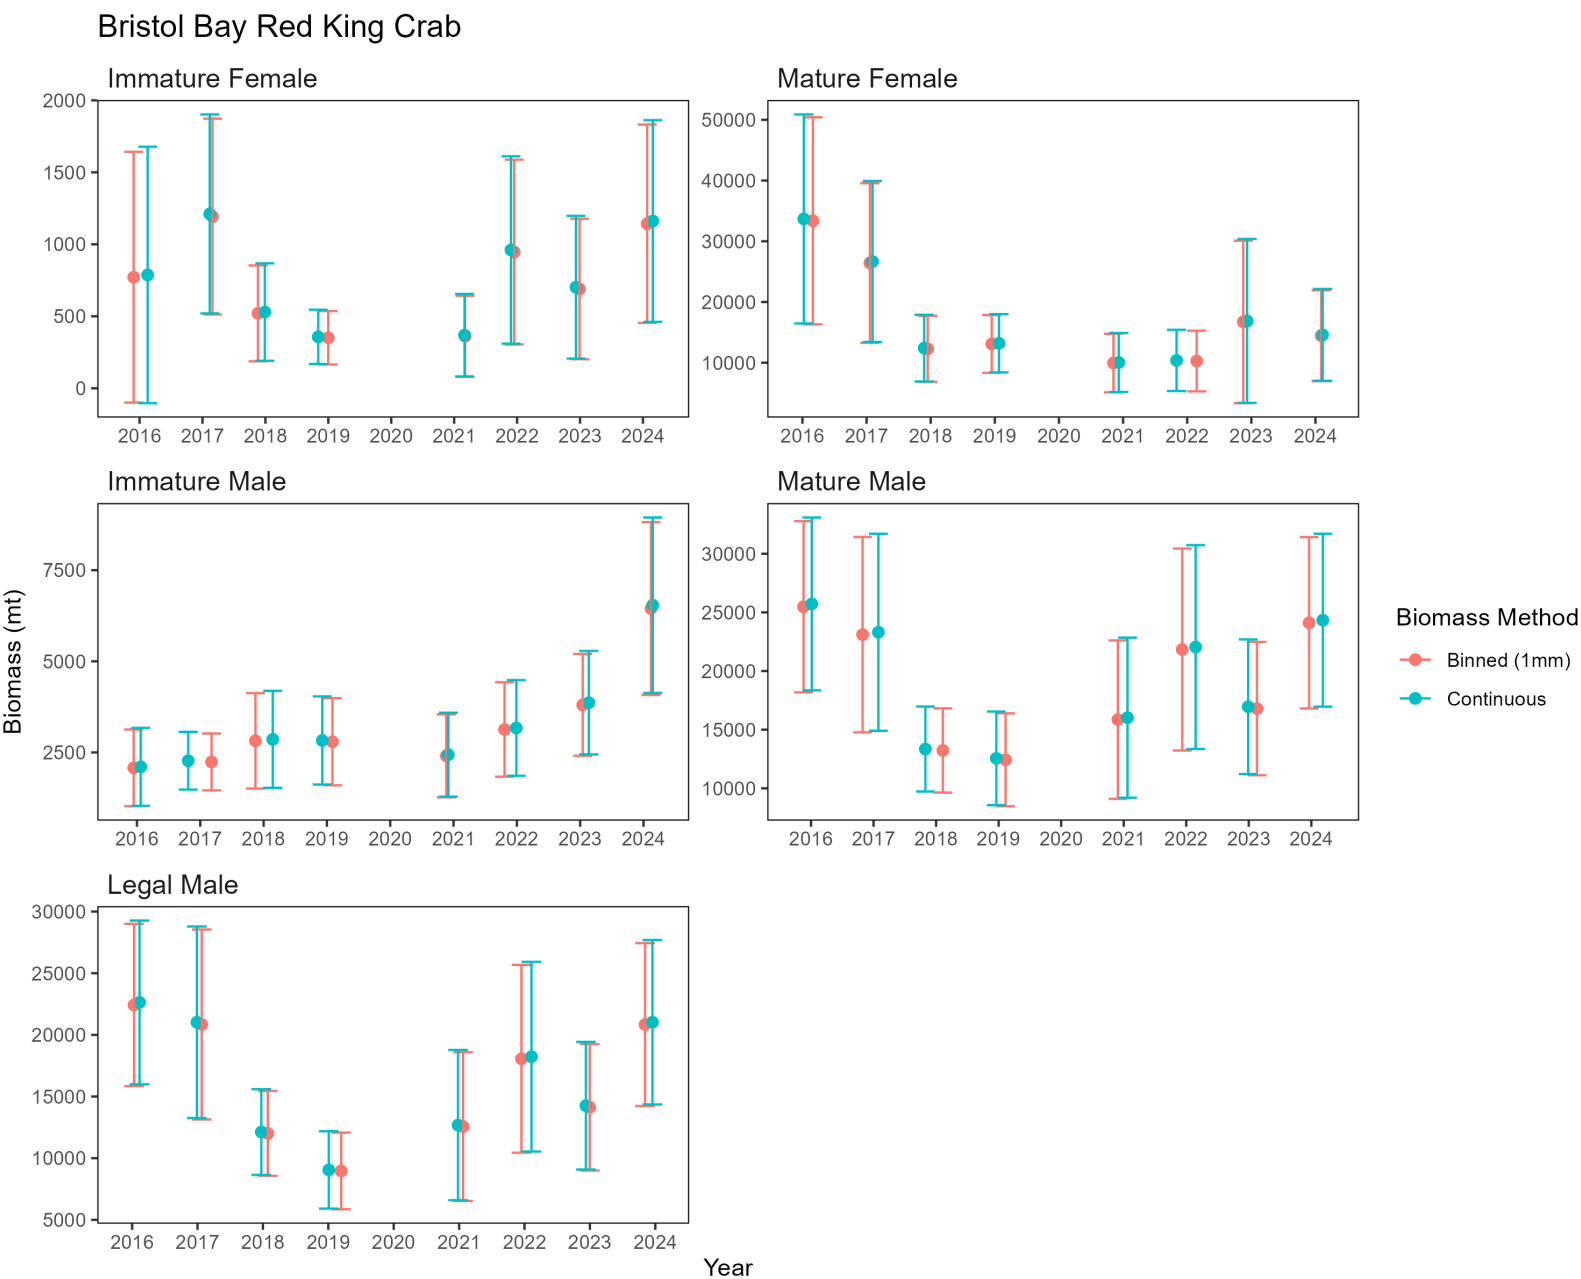 Bristol Bay Red King Crab
Immature Female
2000
1500
1000
500
0
2016 2017 2018 2019 2020 2021 2022 2023 2024
Mature Female
50000
40000
30000
20000
10000
2016 2017 2018 2019 2020 2021 2022 2023 2024
Biomass (mt)
Immature Male
7500
5000
2500
2016 2017 2018 2019 2020 2021 2022 2023 2024
Mature Male
30000
25000
20000
15000
10000
2016 2017 2018 2019 2020 2021 2022 2023 2024
Legal Male
30000
25000
20000
15000
10000
5000
2016 2017 2018 2019 2020 2021 2022 2023 2024
Year
Biomass Method
Binned (1mm)
Continuous